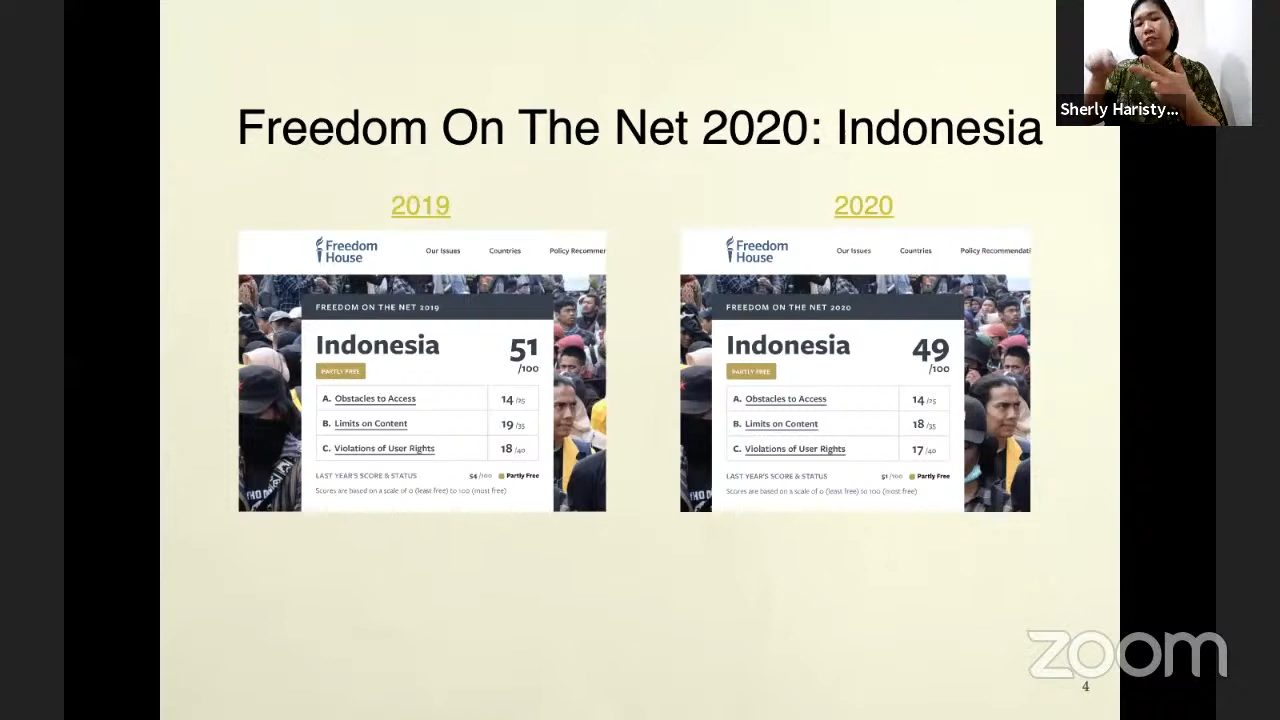 Sherly Haristy...
Freedom On The Net 2020: Indonesia
2019
Freedom
House
Our Issues
Countries
Policy Recommer
FREEDOM ON THE NET 2019
Indonesia
51
/100
PARTLY FREE
A. Obstacles to Access 14 /25
B. Limits on Content 19 /35
C. Violations of User Rights 18 /40
LAST YEAR'S SCORE & STATUS 54 /100 Partly Free
Scores are based on a scale of 0 (least free) to 100 (most free)
2020
Freedom
House
Our Issues
Countries
Policy Recommendati
FREEDOM ON THE NET 2020
Indonesia
49
/100
PARTLY FREE
A. Obstacles to Access 14 /25
B. Limits on Content 18 /35
C. Violations of User Rights 17 /40
LAST YEAR'S SCORE & STATUS 51 /100 Partly Free
Scores are based on a scale of 0 (least free) to 100 (most free)
zoom
4